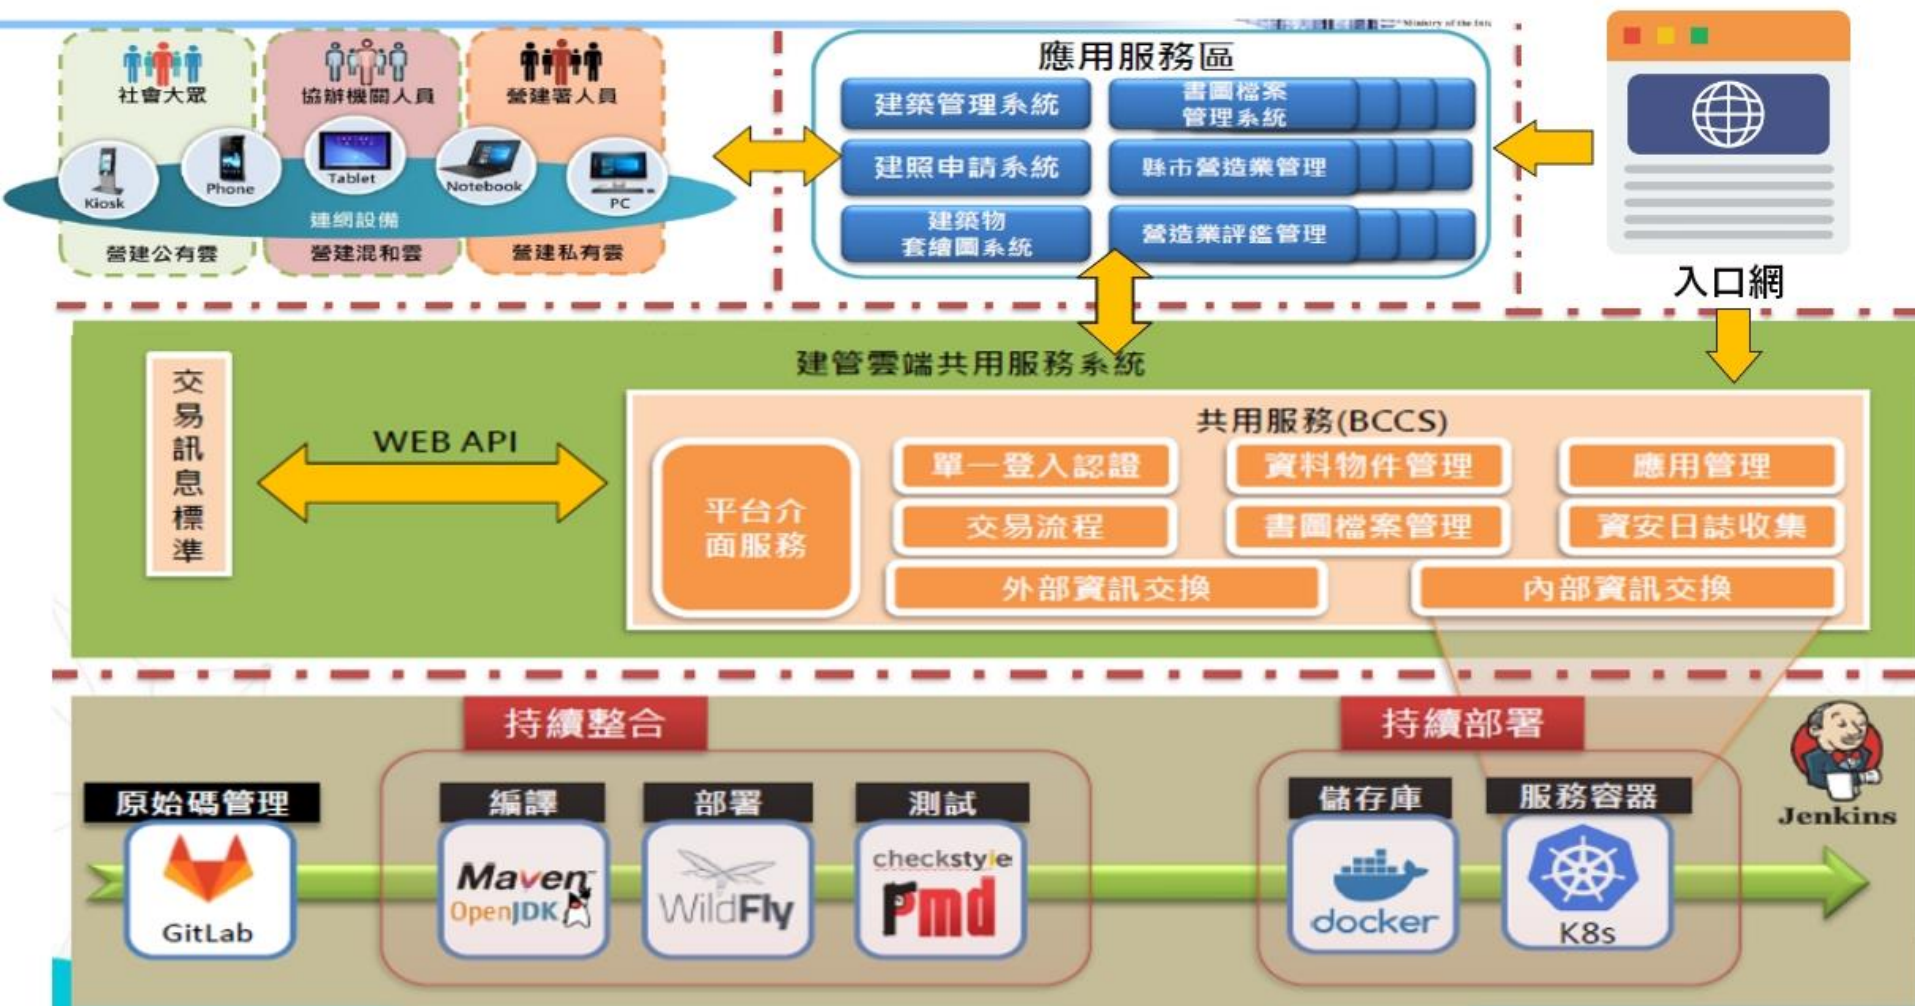 Ministry of the Inte
社會大眾
協辦機關人員
營建署人員
Kiosk
Phone
Tablet
Notebook
PC
連網設備
營建公有雲
營建混和雲
營建私有雲
應用服務區
建築管理系統
書圖檔案
管理系統
建照申請系統
縣市營造業管理
建築物
套繪圖系統
營造業評鑑管理
入口網
建管雲端共用服務系統
交
易
訊
息
標
準
WEB API
共用服務(BCCS)
平台介
面服務
單一登入認證
資料物件管理
應用管理
交易流程
書圖檔案管理
資安日誌收集
外部資訊交換
內部資訊交換
持續整合
持續部署
原始碼管理
GitLab
編譯
Maven
OpenJDK
部署
WildFly
測試
checkstyle
Pmd
儲存庫
docker
服務容器
K8s
Jenkins